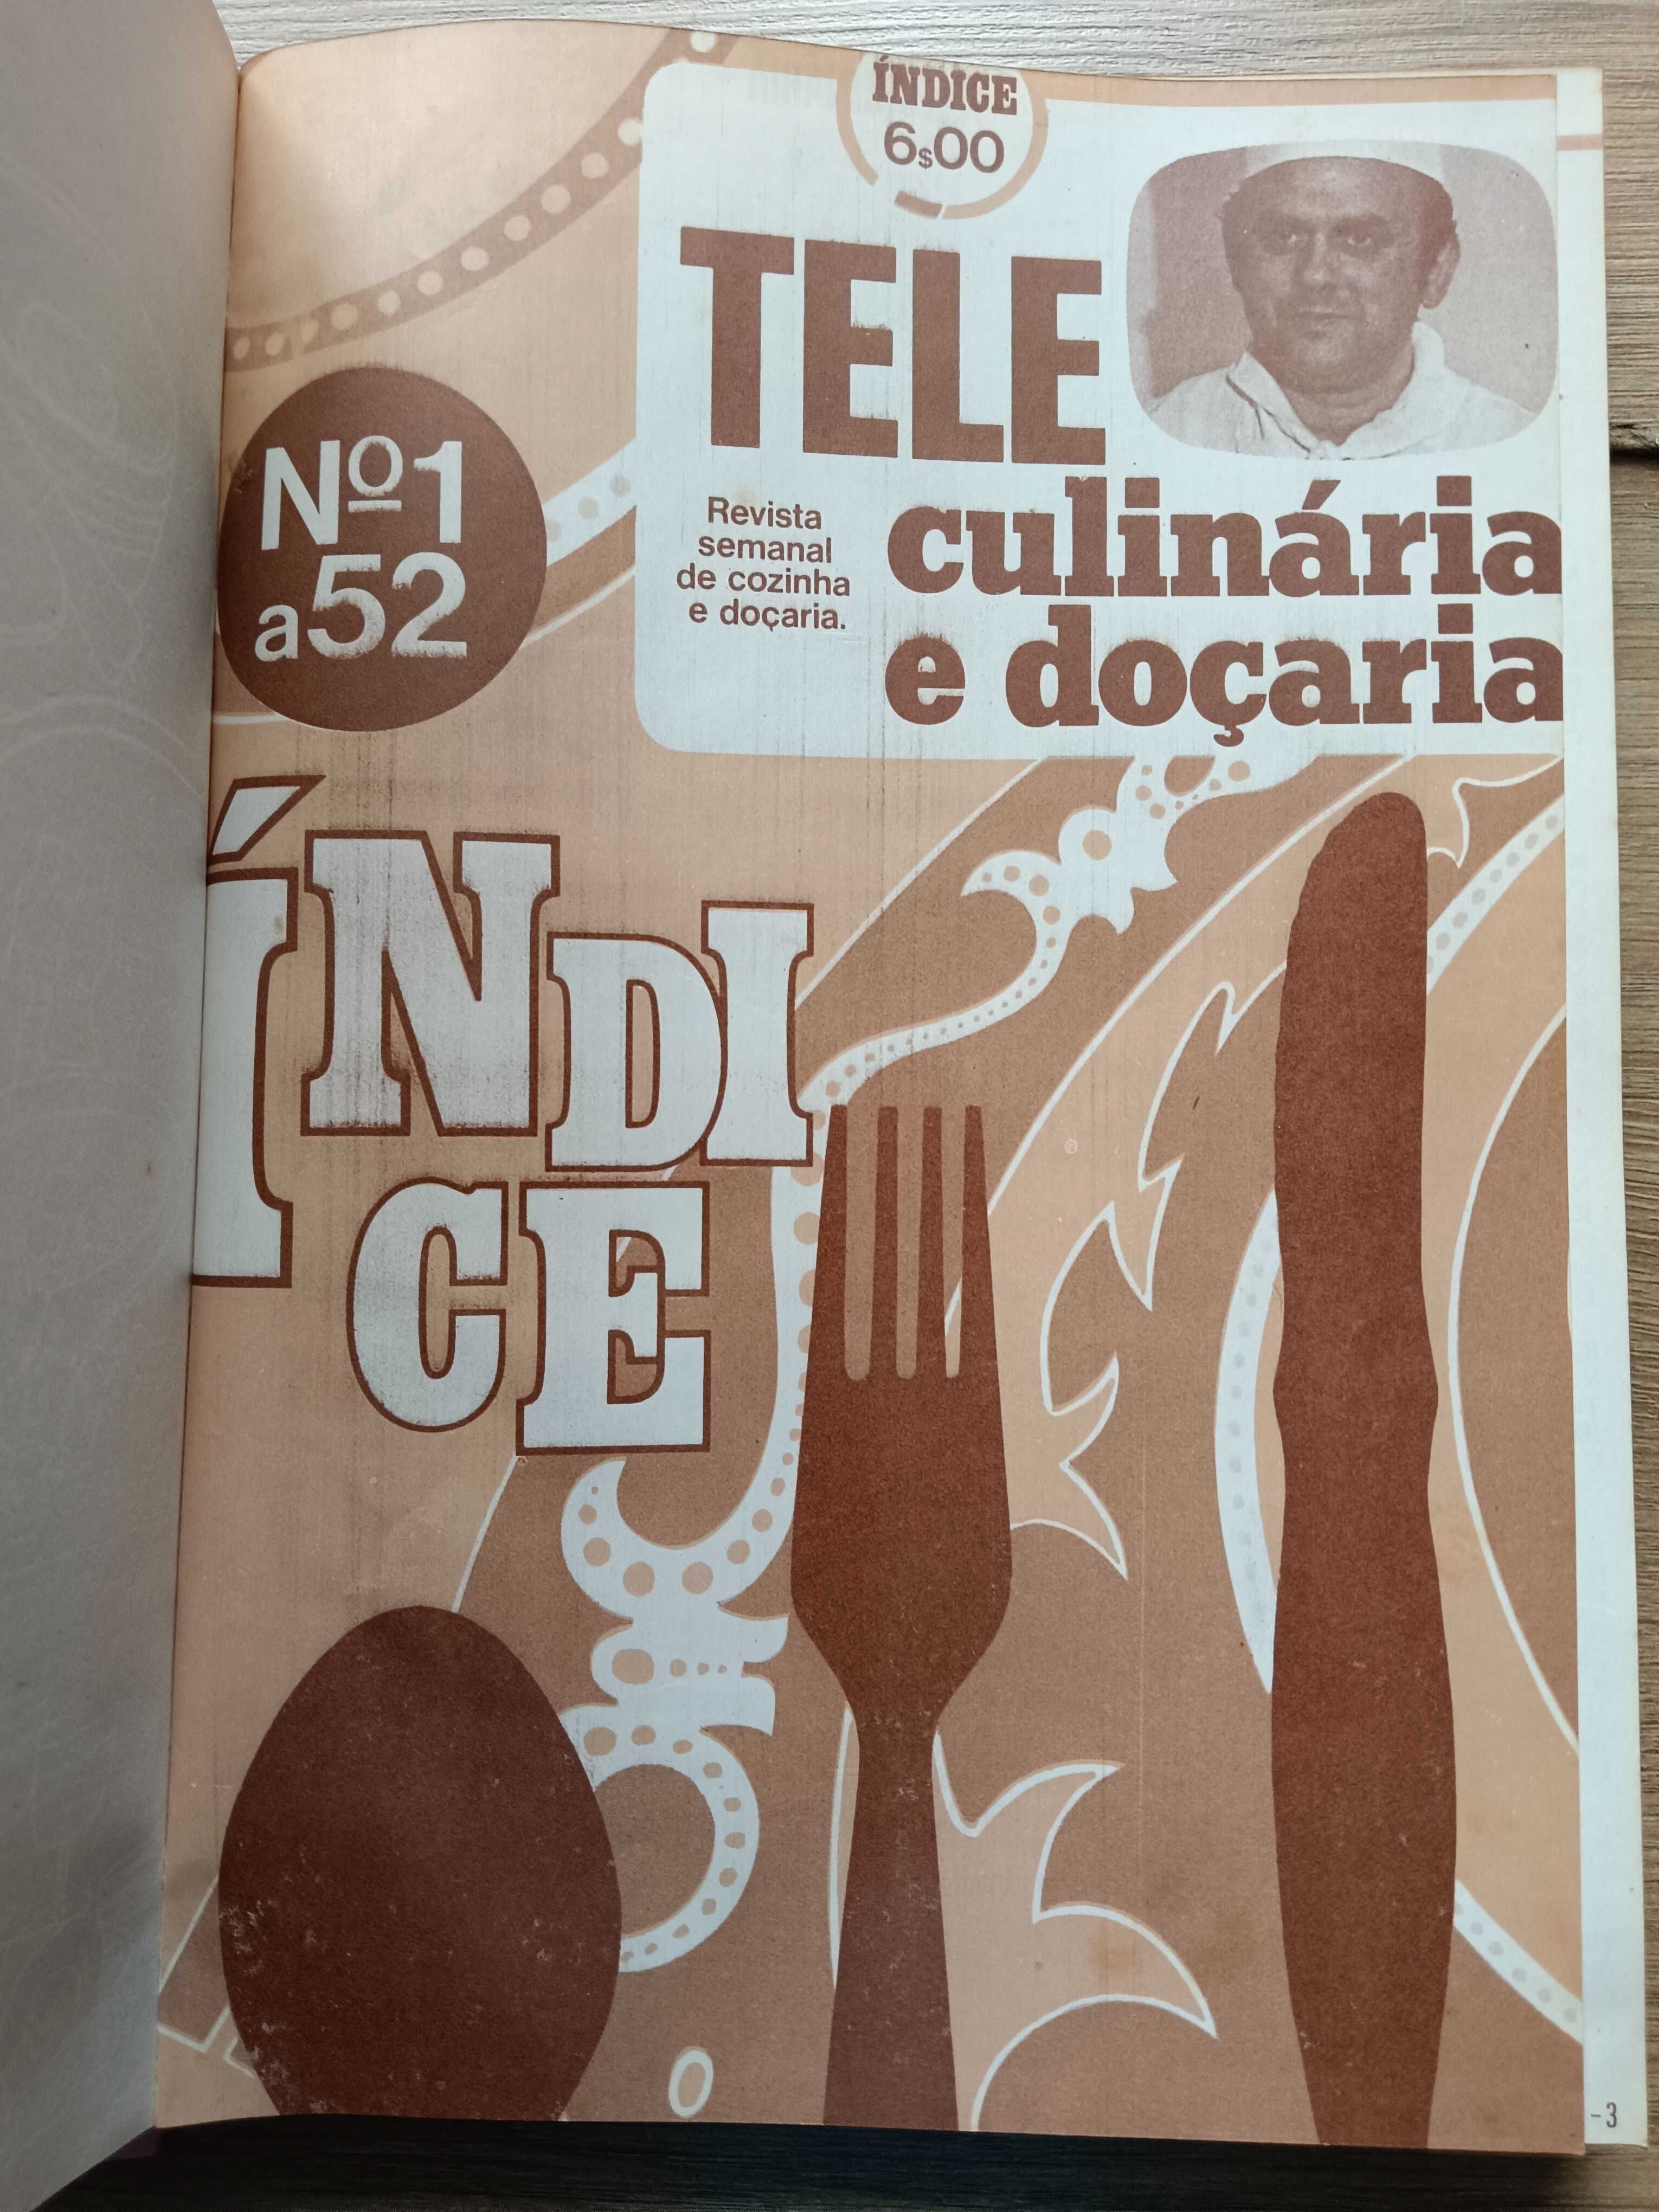 ÍNDICE
6$00
TELE
culinária
e doçaria
Revista
semanal
de cozinha
e doçaria.
Nº1
a52
ÍNDI
CE
-3